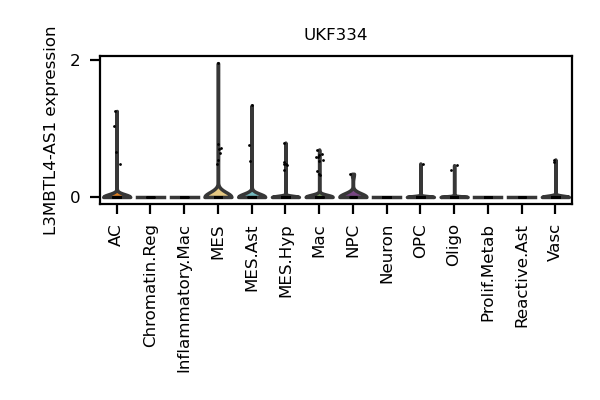 UKF334
L3MBTL4-AS1 expression
2
0
AC
Chromatin.Reg
Inflammatory.Mac
MES
MES.Ast
MES.Hyp
Mac
NPC
Neuron
OPC
Oligo
Prolif.Metab
Reactive.Ast
Vasc